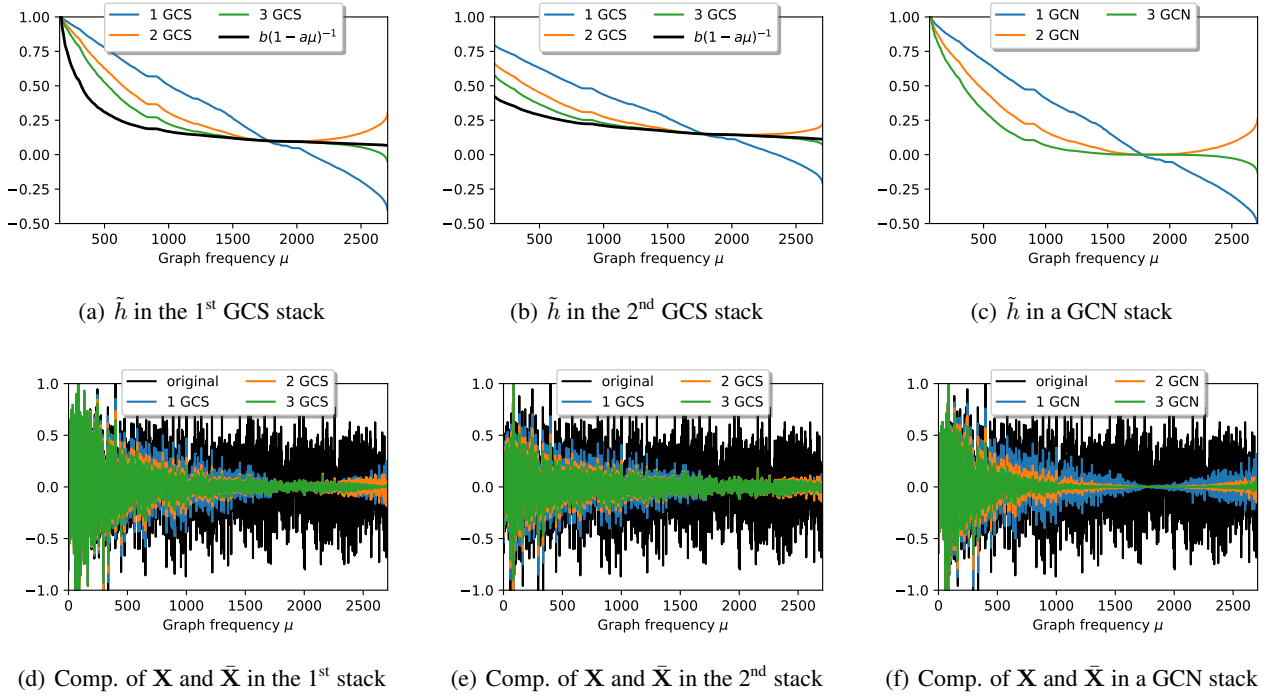 1 GCS
2 GCS
3 GCS
b(1 − aμ)⁻¹
1.00
0.75
0.50
0.25
0.00
−0.25
−0.50
500 1000 1500 2000 2500
Graph frequency μ
(a) h̃ in the 1st GCS stack
1 GCS
2 GCS
3 GCS
b(1 − aμ)⁻¹
1.00
0.75
0.50
0.25
0.00
−0.25
−0.50
500 1000 1500 2000 2500
Graph frequency μ
(b) h̃ in the 2nd GCS stack
1 GCN
2 GCN
3 GCN
1.00
0.75
0.50
0.25
0.00
−0.25
−0.50
500 1000 1500 2000 2500
Graph frequency μ
(c) h̃ in a GCN stack
original
1 GCS
2 GCS
3 GCS
1.0
0.5
0.0
−0.5
−1.0
0 500 1000 1500 2000 2500
Graph frequency μ
(d) Comp. of X and X̄ in the 1st stack
original
1 GCS
2 GCS
3 GCS
1.0
0.5
0.0
−0.5
−1.0
0 500 1000 1500 2000 2500
Graph frequency μ
(e) Comp. of X and X̄ in the 2nd stack
original
1 GCN
2 GCN
3 GCN
1.0
0.5
0.0
−0.5
−1.0
0 500 1000 1500 2000 2500
Graph frequency μ
(f) Comp. of X and X̄ in a GCN stack